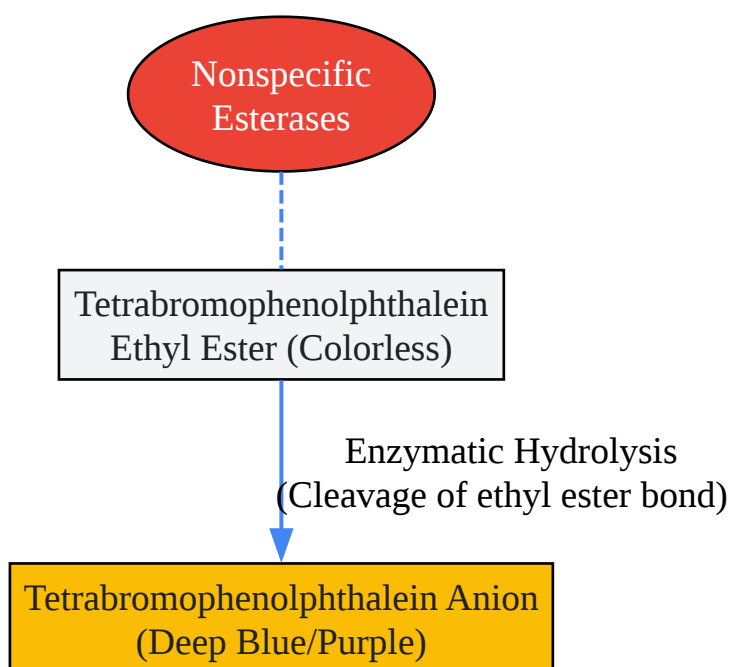 Nonspecific
Esterases
Tetrabromophenolphthalein
Ethyl Ester (Colorless)
Enzymatic Hydrolysis
(Cleavage of ethyl ester bond)
Tetrabromophenolphthalein Anion
(Deep Blue/Purple)